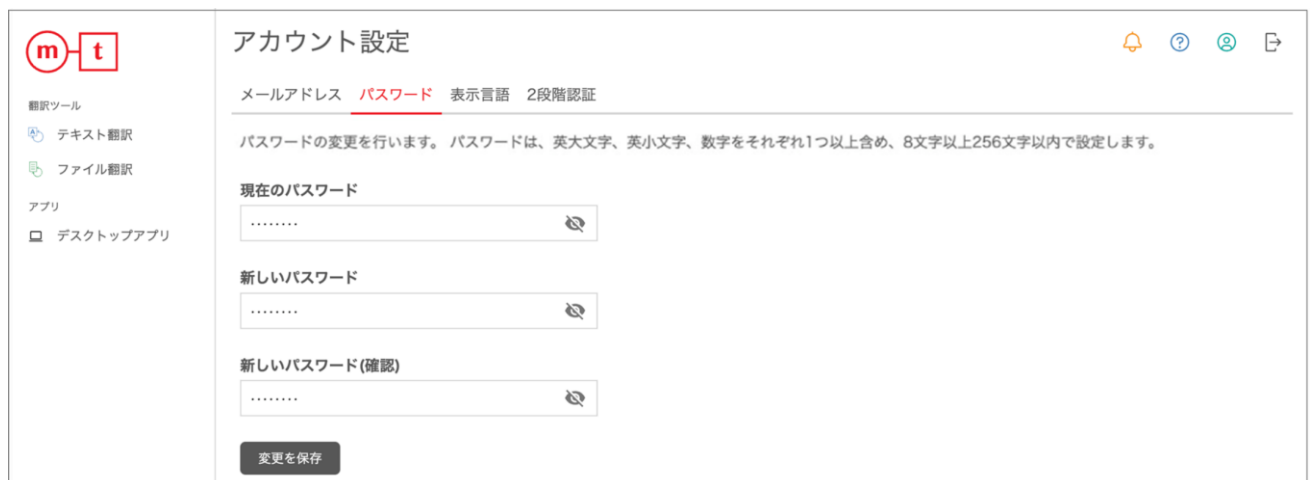 m t
アカウント設定
翻訳ツール
テキスト翻訳
ファイル翻訳
アプリ
デスクトップアプリ
メールアドレス パスワード 表示言語 2段階認証
パスワードの変更を行います。 パスワードは、英大文字、英小文字、数字をそれぞれ1つ以上含め、8文字以上256文字以内で設定します。
現在のパスワード
........
新しいパスワード
........
新しいパスワード(確認)
........
変更を保存